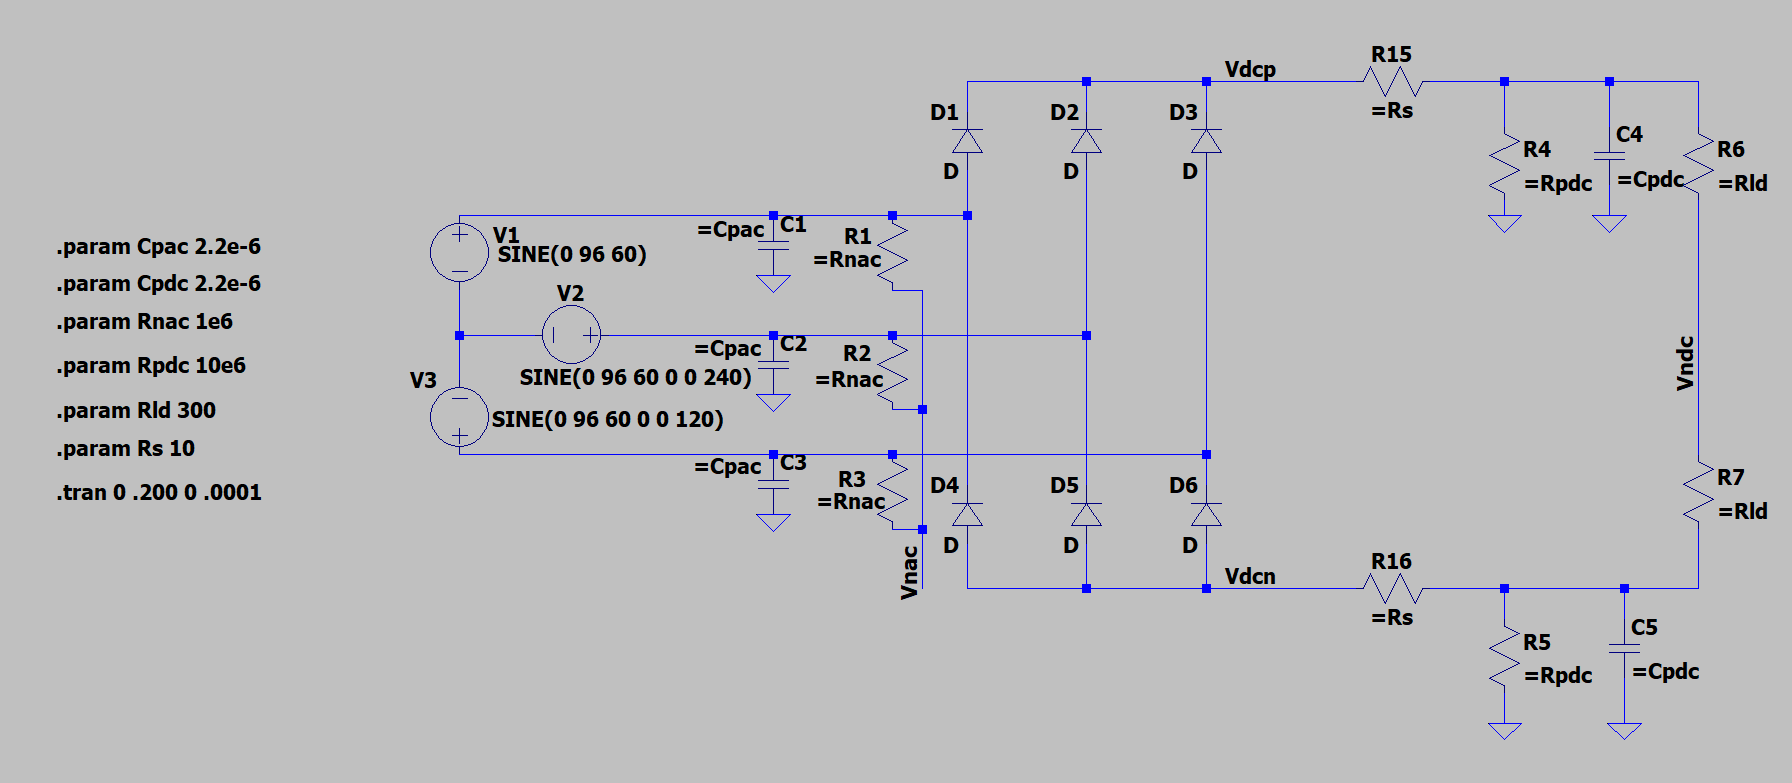 .param Cpac 2.2e-6
.param Cpdc 2.2e-6
.param Rnac 1e6
.param Rpdc 10e6
.param Rld 300
.param Rs 10
.tran 0 .200 0 .0001
V1
SINE(0 96 60)
V2
SINE(0 96 60 0 0 240)
V3
SINE(0 96 60 0 0 120)
C1
=Cpac
R1
=Rnac
C2
=Cpac
R2
=Rnac
C3
=Cpac
R3
=Rnac
Vnac
D1
D
D2
D
D3
D
D4
D
D5
D
D6
D
Vdcp
R15
=Rs
R4
=Rpdc
C4
=Cpdc
R6
=Rld
Vndc
R7
=Rld
Vdcn
R16
=Rs
R5
=Rpdc
C5
=Cpdc